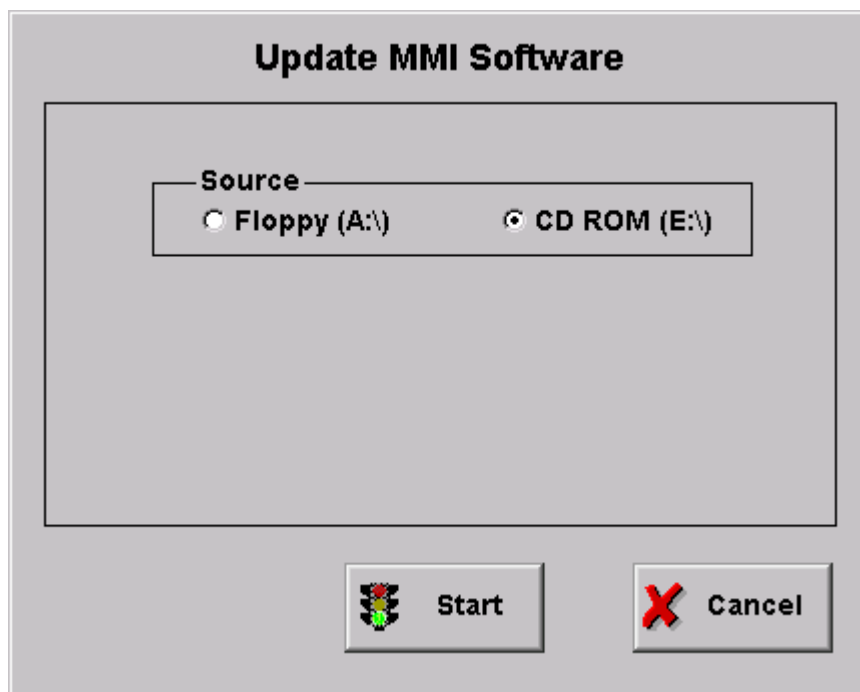 Update MMI Software
Source
Floppy (A:\) CD ROM (E:\)
Start Cancel